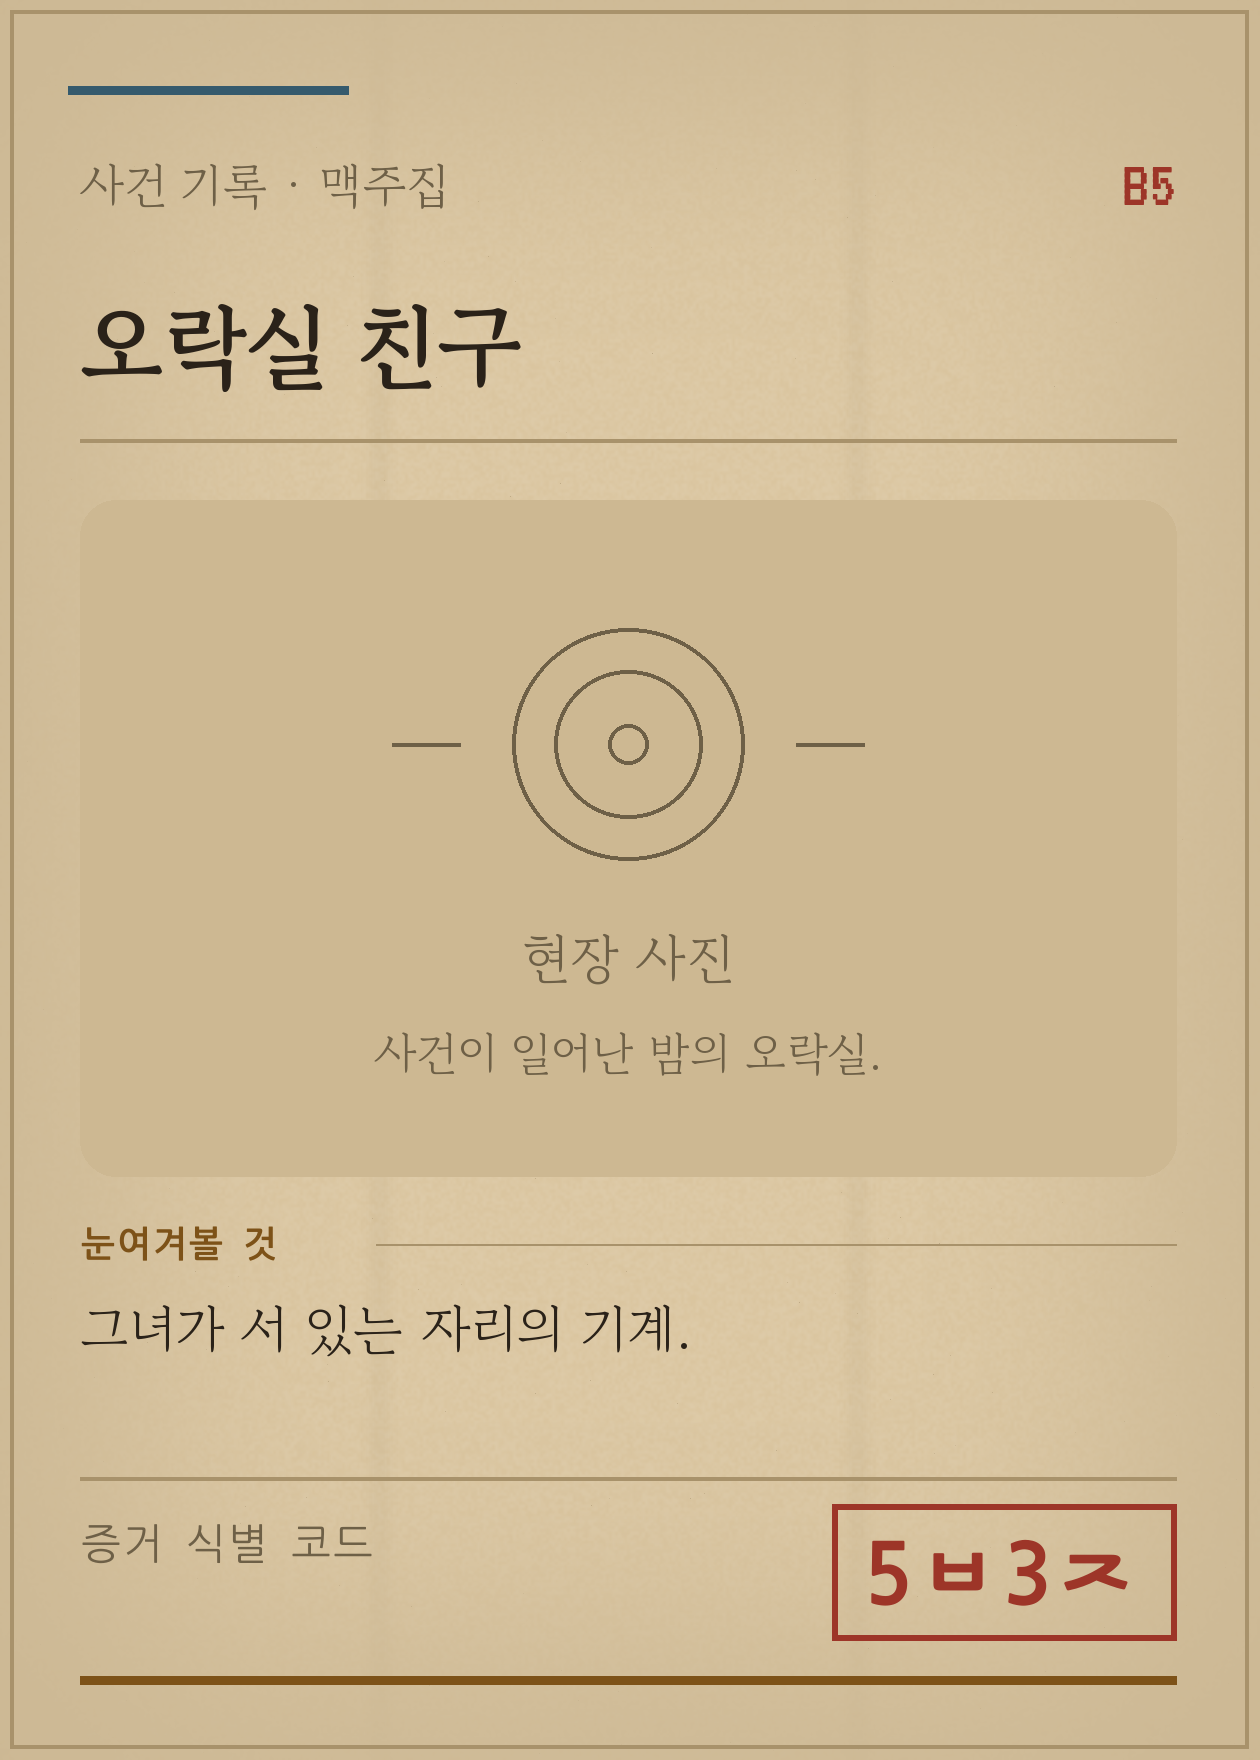 사건 기록 · 맥주집
B5
오락실 친구
현장 사진
사건이 일어난 밤의 오락실.
눈여겨볼 것
그녀가 서 있는 자리의 기계.
증거 식별 코드
5ㅂ3ㅈ